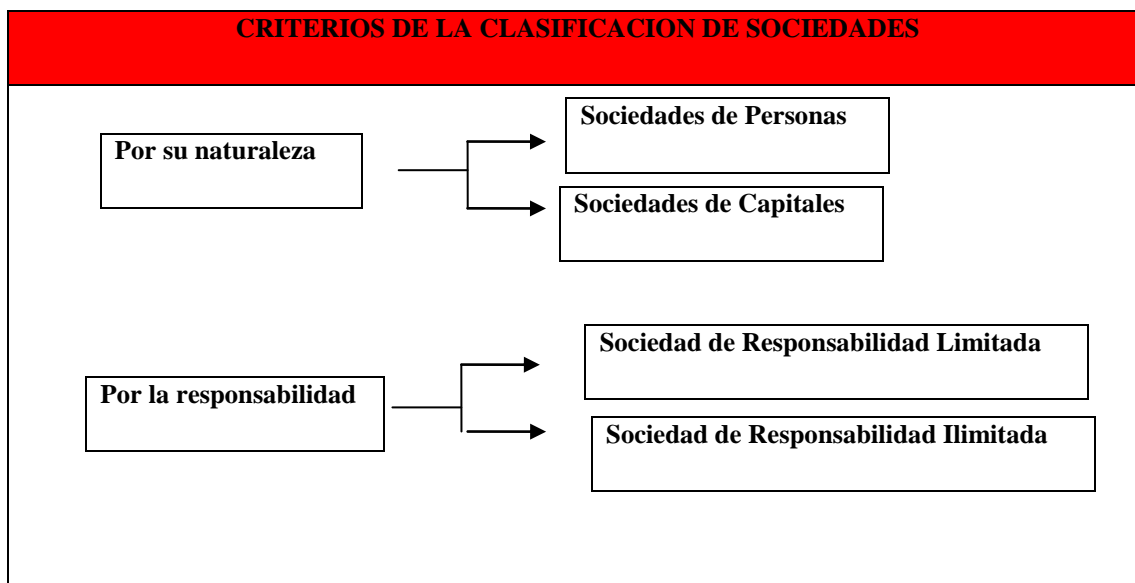 CRITERIOS DE LA CLASIFICACION DE SOCIEDADES
Por su naturaleza
Sociedades de Personas
Sociedades de Capitales
Por la responsabilidad
Sociedad de Responsabilidad Limitada
Sociedad de Responsabilidad Ilimitada